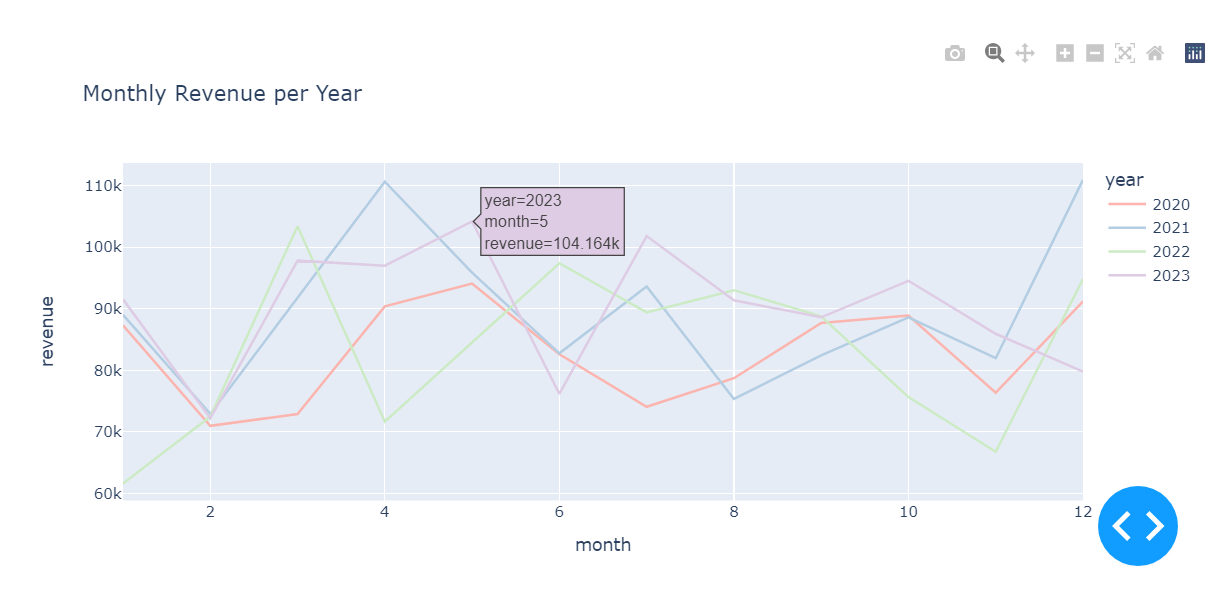 Monthly Revenue per Year
110k
100k
90k
80k
70k
60k
revenue
2
4
6
8
10
12
month
year=2023
month=5
revenue=104.164k
year
2020
2021
2022
2023